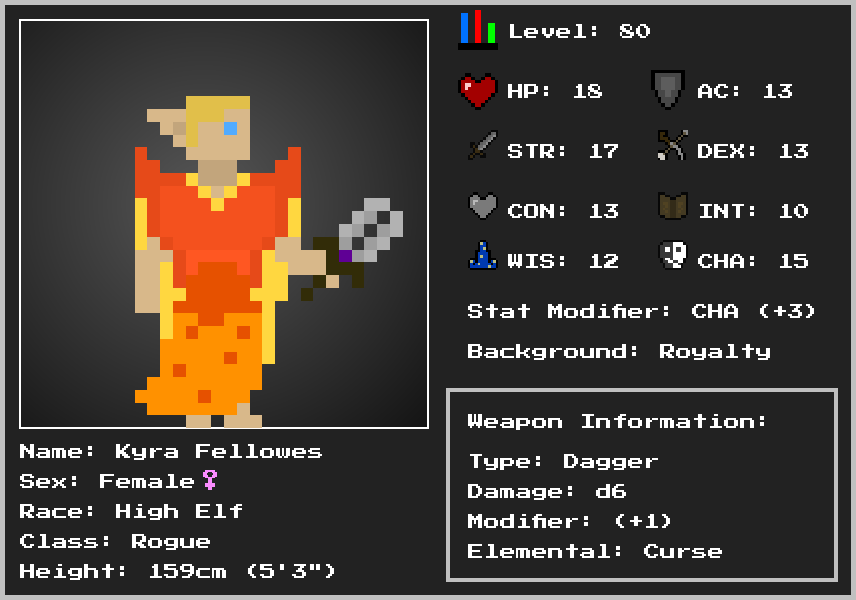 Level: 80
HP: 18 AC: 13
STR: 17 DEX: 13
CON: 13 INT: 10
WIS: 12 CHA: 15
Stat Modifier: CHA (+3)
Background: Royalty
Weapon Information:
Type: Dagger
Damage: d6
Modifier: (+1)
Elemental: Curse
Name: Kyra Fellowes
Sex: Female♀
Race: High Elf
Class: Rogue
Height: 159cm (5'3")